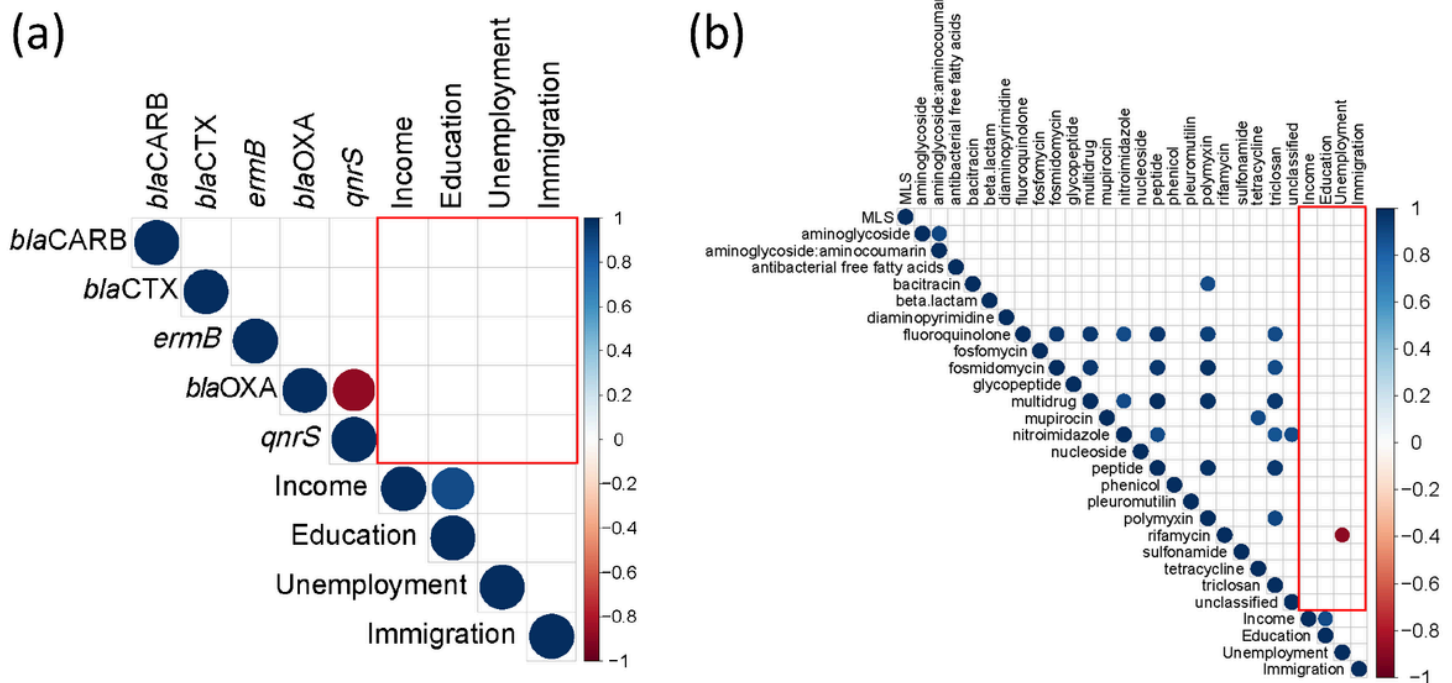 (a)
blaCARB
blaCTX
ermB
blaOXA
qnrS
Income
Education
Unemployment
Immigration
blaCARB
blaCTX
ermB
blaOXA
qnrS
Income
Education
Unemployment
Immigration
1
0.8
0.6
0.4
0.2
0
−0.2
−0.4
−0.6
−0.8
−1
(b)
MLS
aminoglycoside
aminoglycoside:aminocoumar
antibacterial free fatty acids
bacitracin
beta.lactam
diaminopyrimidine
fluoroquinolone
fosfomycin
fosmidomycin
glycopeptide
multidrug
mupirocin
nitroimidazole
nucleoside
peptide
phenicol
pleuromutilin
polymyxin
rifamycin
sulfonamide
tetracycline
triclosan
unclassified
Income
Education
Unemployment
Immigration
MLS
aminoglycoside
aminoglycoside:aminocoumarin
antibacterial free fatty acids
bacitracin
beta.lactam
diaminopyrimidine
fluoroquinolone
fosfomycin
fosmidomycin
glycopeptide
multidrug
mupirocin
nitroimidazole
nucleoside
peptide
phenicol
pleuromutilin
polymyxin
rifamycin
sulfonamide
tetracycline
triclosan
unclassified
Income
Education
Unemployment
Immigration
1
0.8
0.6
0.4
0.2
0
−0.2
−0.4
−0.6
−0.8
−1